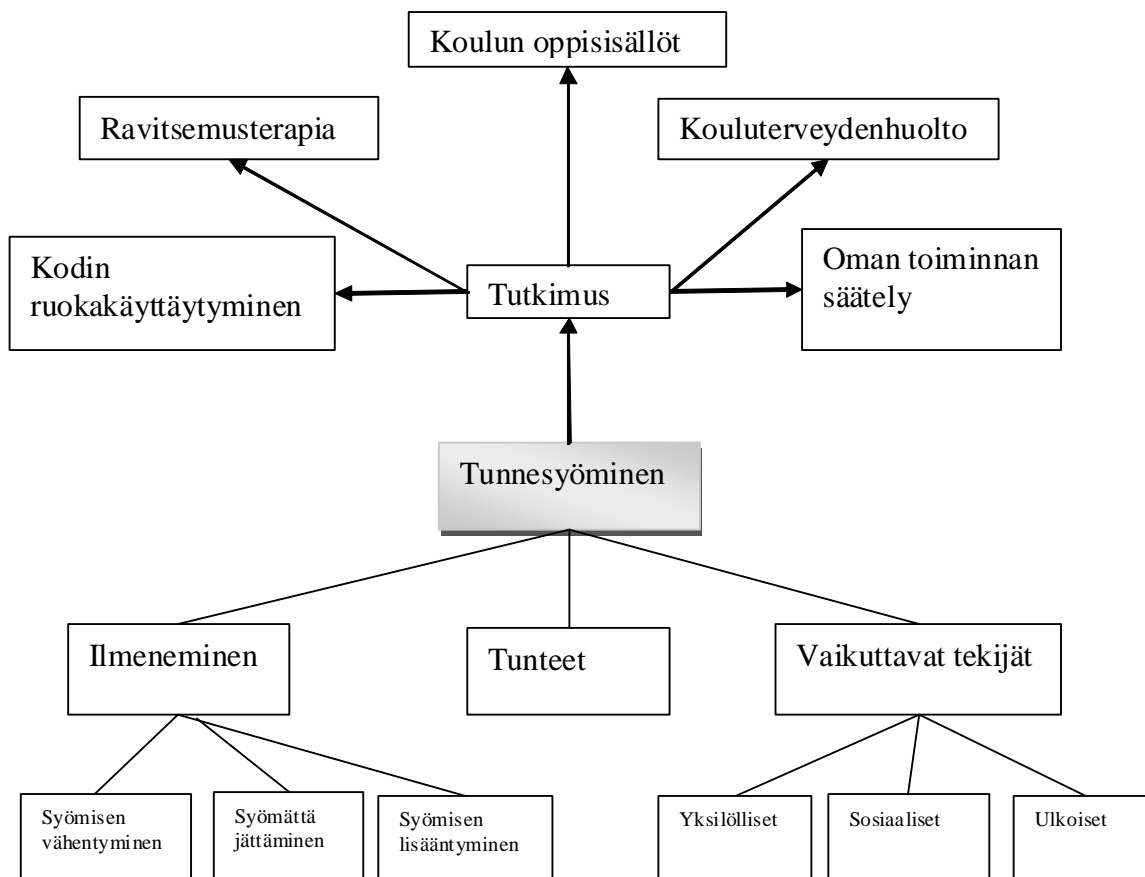 Koulun oppisisällöt
Ravitsemusterapia
Kouluterveydenhuolto
Kodin
ruokakäyttäytyminen
Tutkimus
Oman toiminnan
säätely
Tunnesyöminen
Ilmeneminen
Tunteet
Vaikuttavat tekijät
Syömisen
vähentyminen
Syömättä
jättäminen
Syömisen
lisääntyminen
Yksilölliset
Sosiaaliset
Ulkoiset